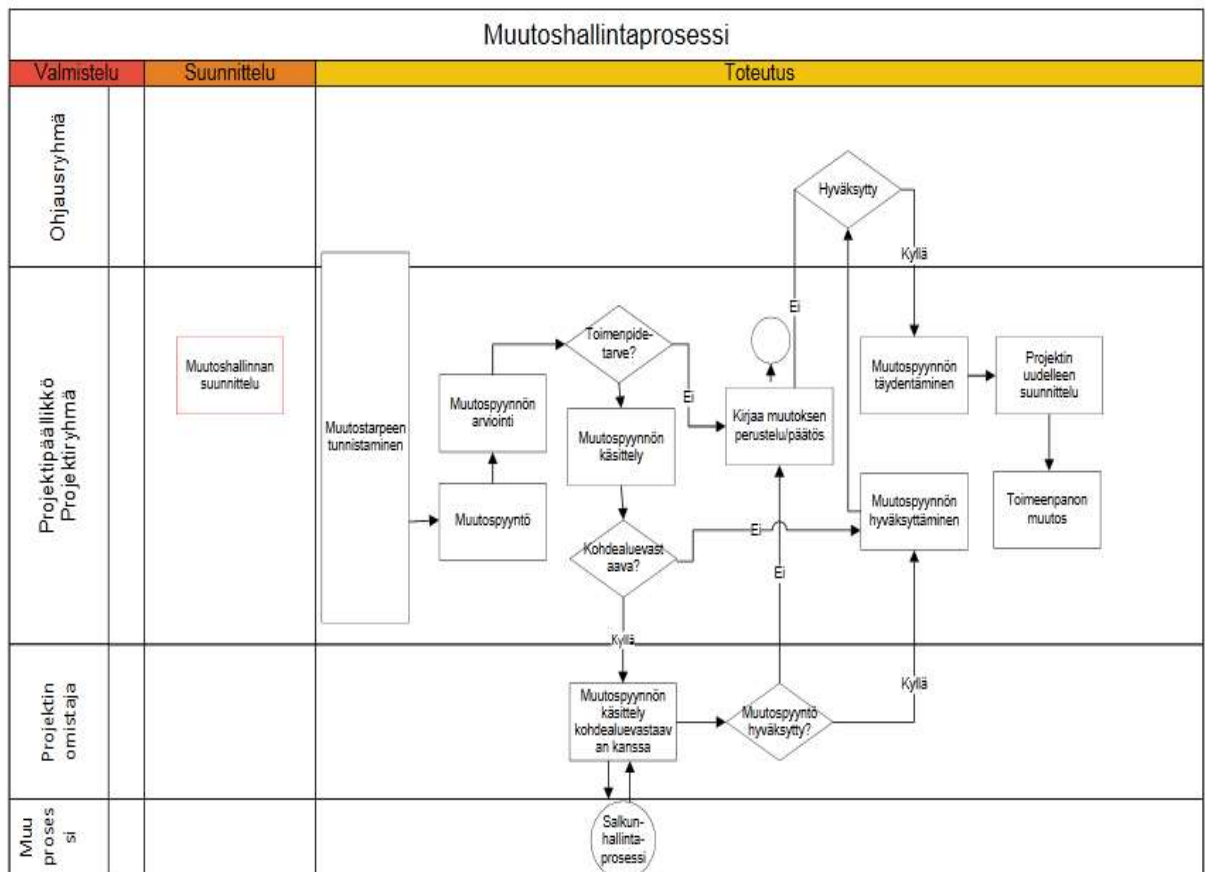 Muutoshallintaprosessi
Valmistelu
Suunnittelu
Toteutus
Ohjausryhmä
Hyväksytty
Kyllä
Ei
Projektipäällikkö
Projektiryhmä
Muutoshallinnan
suunnittelu
Muutostarpeen
tunnistaminen
Muutospyynnön
arviointi
Muutospyyntö
Toimenpide-
tarve?
Ei
Muutospyynnön
käsittely
Kohdealuevast
aava?
Ei
Kyllä
Kirjaa muutoksen
perustelu/päätös
Ei
Muutospyynnön
täydentäminen
Projektin
uudelleen
suunnittelu
Muutospyynnön
hyväksyttäminen
Toimeenpanon
muutos
Projektin
omistaja
Muutospyynnön
käsittely
kohdealuevastaav
an kanssa
Muutospyyntö
hyväksytty?
Kyllä
Muu
proses
si
Salkun-
hallinta-
prosessi